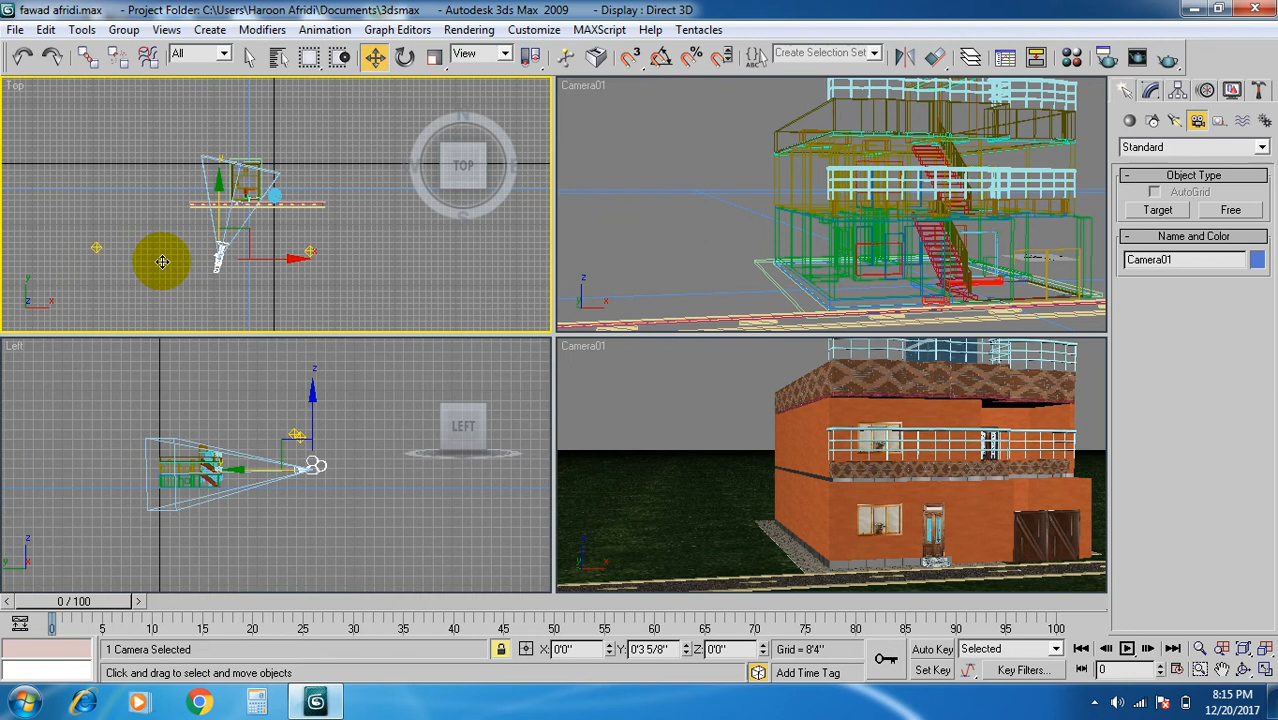 fawad afridi.max - Project Folder: C:\Users\Haroon Afridi\Documents\3dsmax - Autodesk 3ds Max 2009 - Display : Direct 3D
File Edit Tools Group Views Create Modifiers Animation Graph Editors Rendering Customize MAXScript Help Tentacles
All View Create Selection Set
Top
TOP
Camera01
Standard
- Object Type
AutoGrid
Target Free
- Name and Color
Camera01
Left
LEFT
Camera01
< 0 / 100 >
0 5 10 15 20 25 30 35 40 45 50 55 60 65 70 75 80 85 90 95 100
1 Camera Selected X: 0'0" Y: 0'3 5/8" Z: 0'0" Grid = 8'4" Auto Key Selected
Click and drag to select and move objects Add Time Tag Set Key Key Filters... 0
8:15 PM
12/20/2017